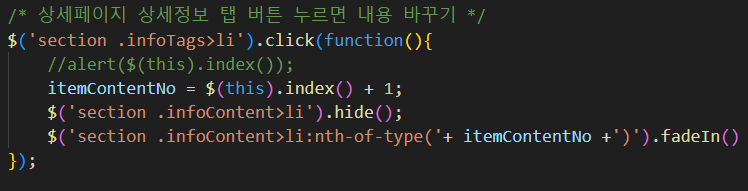 /* 상세페이지 상세정보 탭 버튼 누르면 내용 바꾸기 */
$('section .infoTags>li').click(function(){
//alert($(this).index());
itemContentNo = $(this).index() + 1;
$('section .infoContent>li').hide();
$('section .infoContent>li:nth-of-type('+ itemContentNo +')').fadeIn()
});